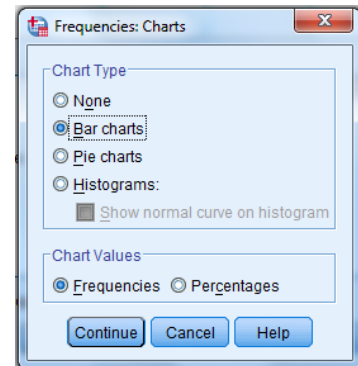 Frequencies: Charts
Chart Type
None
Bar charts
Pie charts
Histograms:
Show normal curve on histogram
Chart Values
Frequencies Percentages
Continue Cancel Help